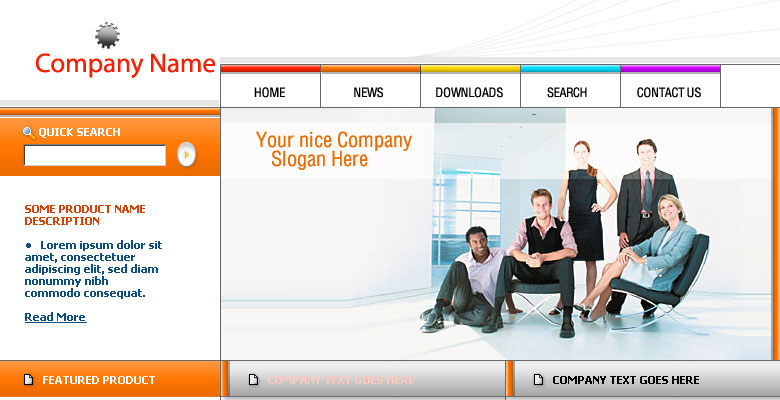 Company Name
HOME NEWS DOWNLOADS SEARCH CONTACT US
QUICK SEARCH
Your nice Company
Slogan Here
SOME PRODUCT NAME
DESCRIPTION
• Lorem ipsum dolor sit
amet, consectetuer
adipiscing elit, sed diam
nonummy nibh
commodo consequat.
Read More
FEATURED PRODUCT
COMPANY TEXT GOES HERE
COMPANY TEXT GOES HERE